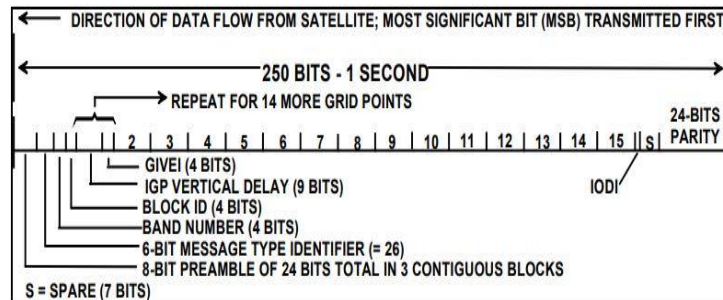 DIRECTION OF DATA FLOW FROM SATELLITE; MOST SIGNIFICANT BIT (MSB) TRANSMITTED FIRST
250 BITS - 1 SECOND
REPEAT FOR 14 MORE GRID POINTS
24-BITS
PARITY
2 3 4 5 6 7 8 9 10 11 12 13 14 15 S
GIVEI (4 BITS)
IGP VERTICAL DELAY (9 BITS)
IODI
BLOCK ID (4 BITS)
BAND NUMBER (4 BITS)
6-BIT MESSAGE TYPE IDENTIFIER (= 26)
8-BIT PREAMBLE OF 24 BITS TOTAL IN 3 CONTIGUOUS BLOCKS
S = SPARE (7 BITS)